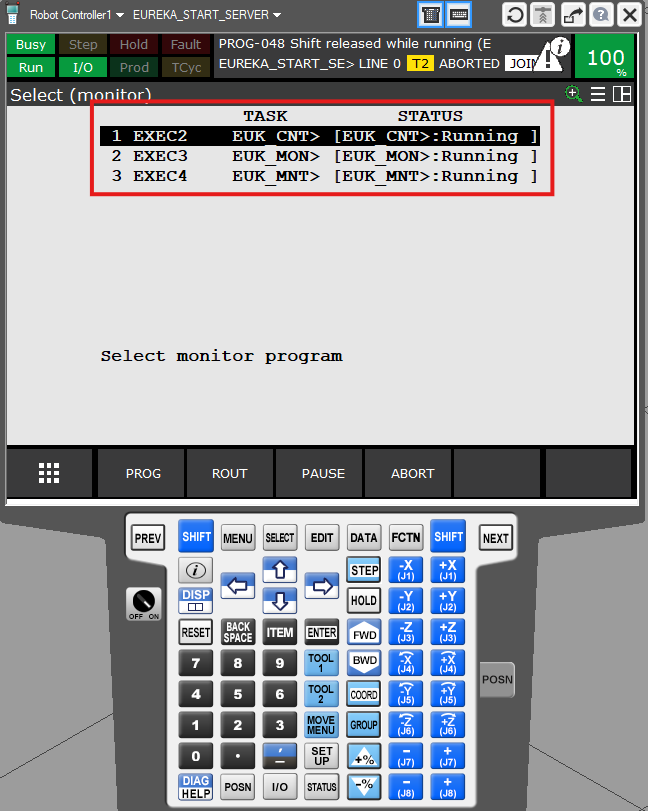 Robot Controller1 EUREKA_START_SERVER
Busy Step Hold Fault
Run I/O Prod TCyc
PROG-048 Shift released while running (E
EUREKA_START_SE> LINE 0 T2 ABORTED JOIN
100
%
Select (monitor)
TASK STATUS
1 EXEC2 EUK_CNT> [EUK_CNT>:Running ]
2 EXEC3 EUK_MON> [EUK_MON>:Running ]
3 EXEC4 EUK_MNT> [EUK_MNT>:Running ]
Select monitor program
PROG ROUT PAUSE ABORT
PREV SHIFT MENU SELECT EDIT DATA FCTN SHIFT NEXT
i STEP -X (J1) +X (J1)
OFF ON DISP HOLD -Y (J2) +Y (J2)
RESET BACK SPACE ITEM ENTER FWD -Z (J3) +Z (J3)
7 8 9 TOOL 1 BWD -X (J4) +X (J4)
POSN
4 5 6 TOOL 2 COORD -Y (J5) +Y (J5)
1 2 3 MOVE MENU GROUP -Z (J6) +Z (J6)
0 . , - SET UP +% - (J7) + (J7)
DIAG HELP POSN I/O STATUS -% - (J8) + (J8)